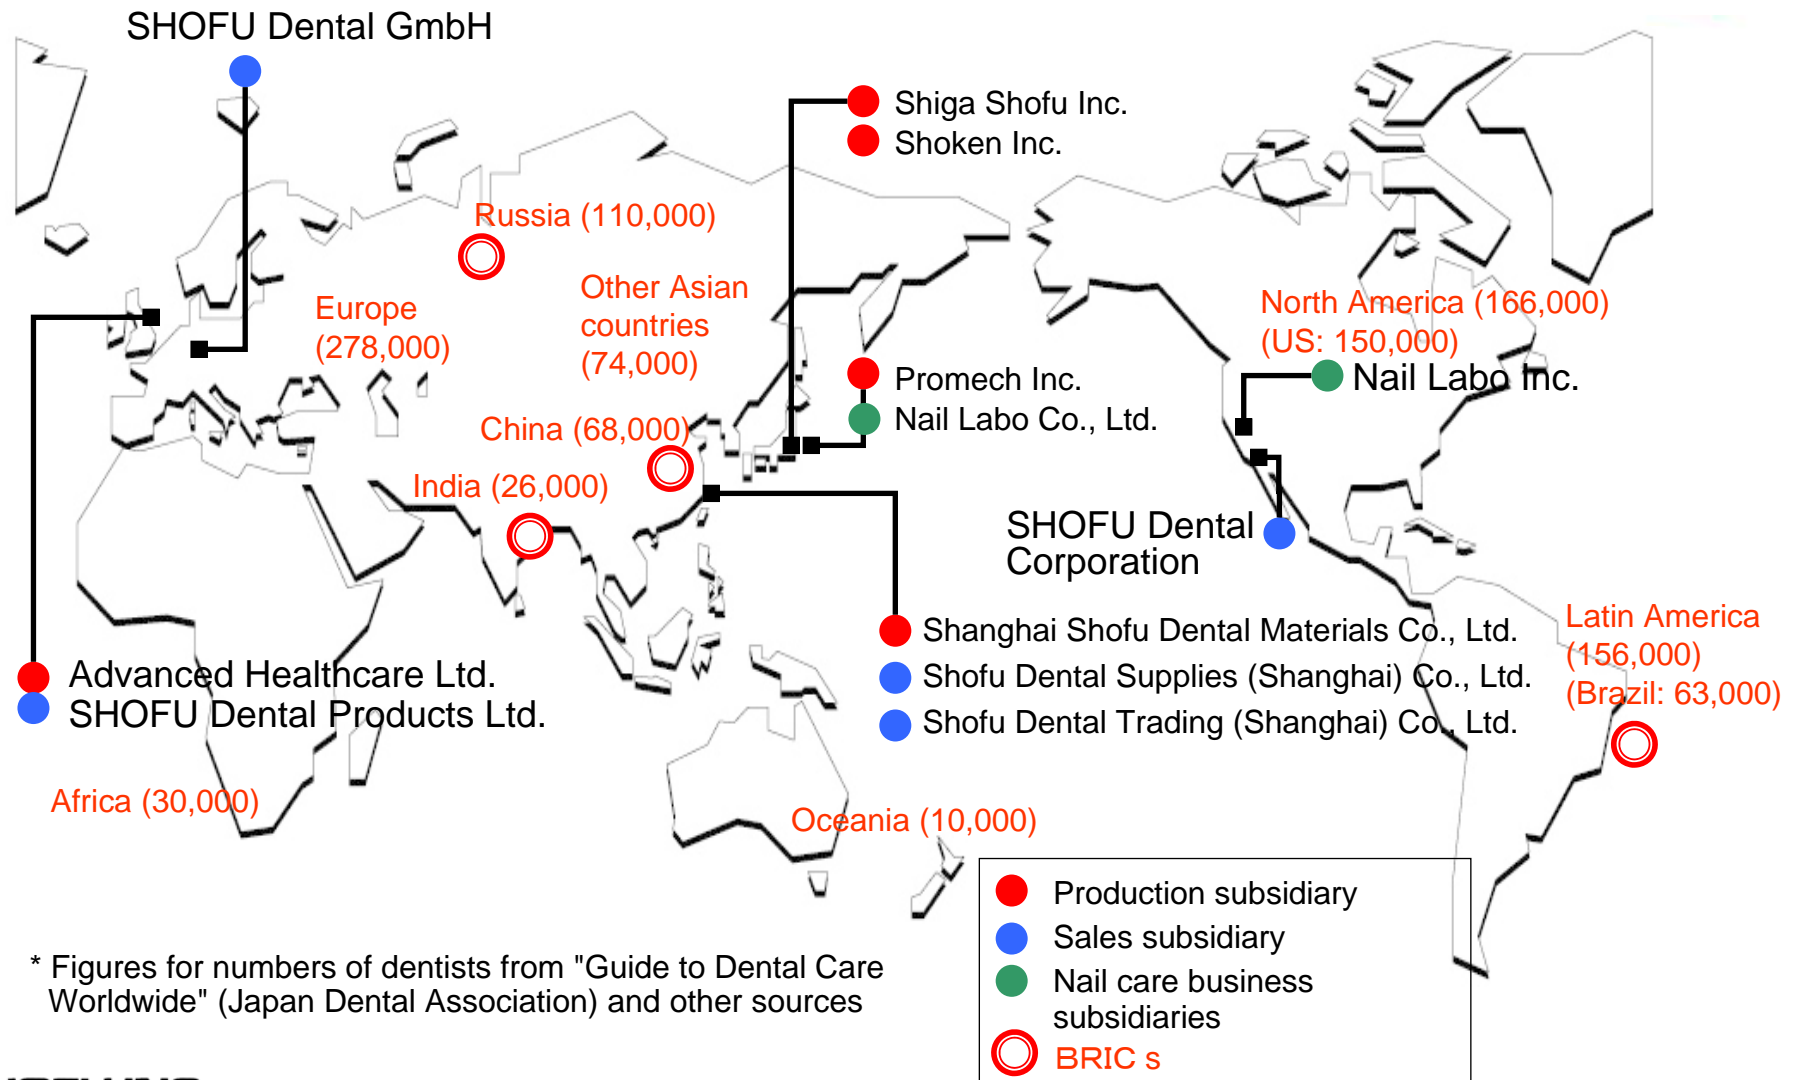 SHOFU Dental GmbH
Shiga Shofu Inc.
Shoken Inc.
Russia (110,000)
Europe
(278,000)
Other Asian
countries
(74,000)
North America (166,000)
(US: 150,000)
Nail Labo Inc.
Promech Inc.
Nail Labo Co., Ltd.
China (68,000)
India (26,000)
SHOFU Dental
Corporation
Shanghai Shofu Dental Materials Co., Ltd.
Shofu Dental Supplies (Shanghai) Co., Ltd.
Shofu Dental Trading (Shanghai) Co., Ltd.
Latin America
(156,000)
(Brazil: 63,000)
Advanced Healthcare Ltd.
SHOFU Dental Products Ltd.
Africa (30,000)
Oceania (10,000)
Production subsidiary
Sales subsidiary
Nail care business
subsidiaries
BRIC s
* Figures for numbers of dentists from "Guide to Dental Care
Worldwide" (Japan Dental Association) and other sources